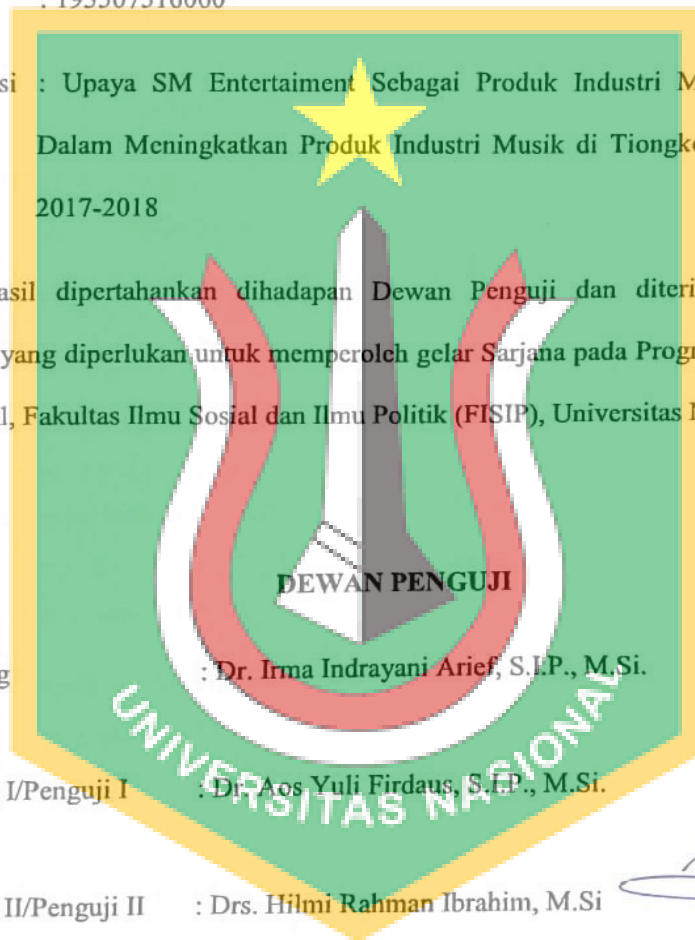 : 193507516060
si : Upaya SM Entertaiment Sebagai Produk Industri M
Dalam Meningkatkan Produk Industri Musik di Tiongk
2017-2018
asil dipertahankan dihadapan Dewan Penguji dan diteri
yang diperlukan untuk memperoleh gelar Sarjana pada Progr
l, Fakultas Ilmu Sosial dan Ilmu Politik (FISIP), Universitas N
DEWAN PENGUJI
g : Dr. Irma Indrayani Arief, S.I.P., M.Si.
I/Penguji I : Dr. Aos Yuli Firdaus, S.I.P., M.Si.
II/Penguji II : Drs. Hilmi Rahman Ibrahim, M.Si
UNIVERSITAS NASIONAL